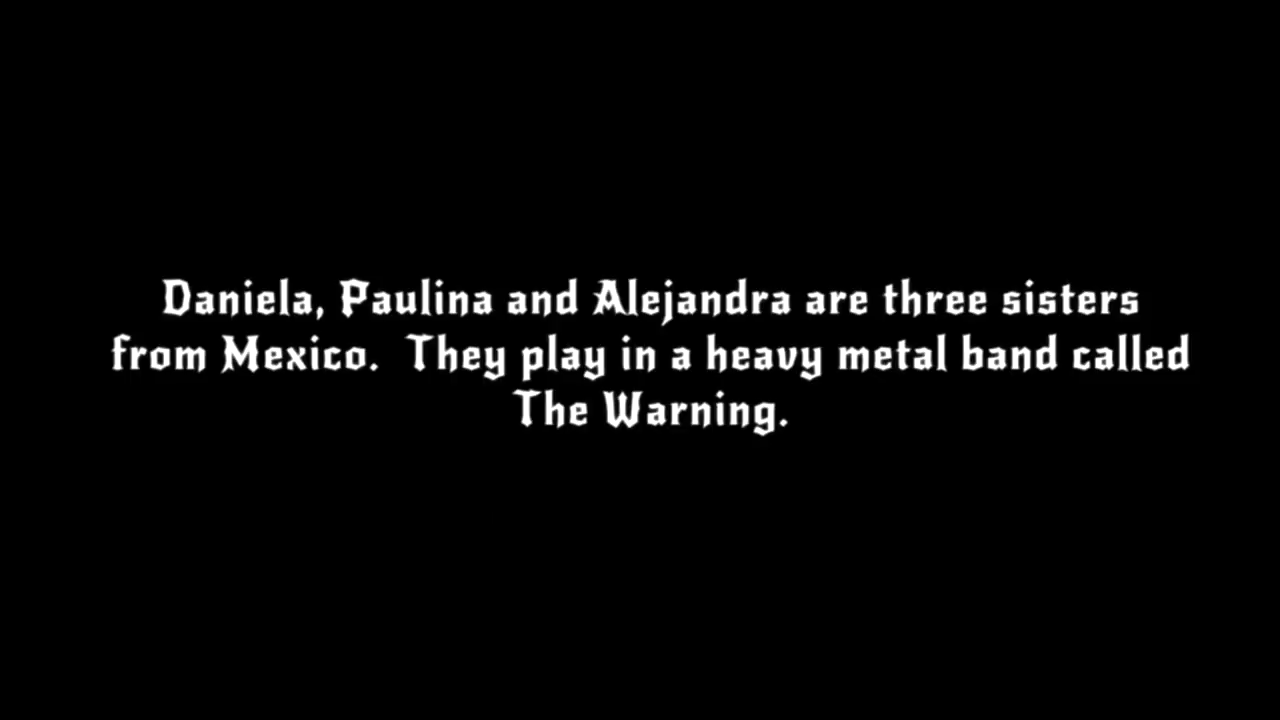 Daniela, Paulina and Alejandra are three sisters
from Mexico.  They play in a heavy metal band called
The Warning.